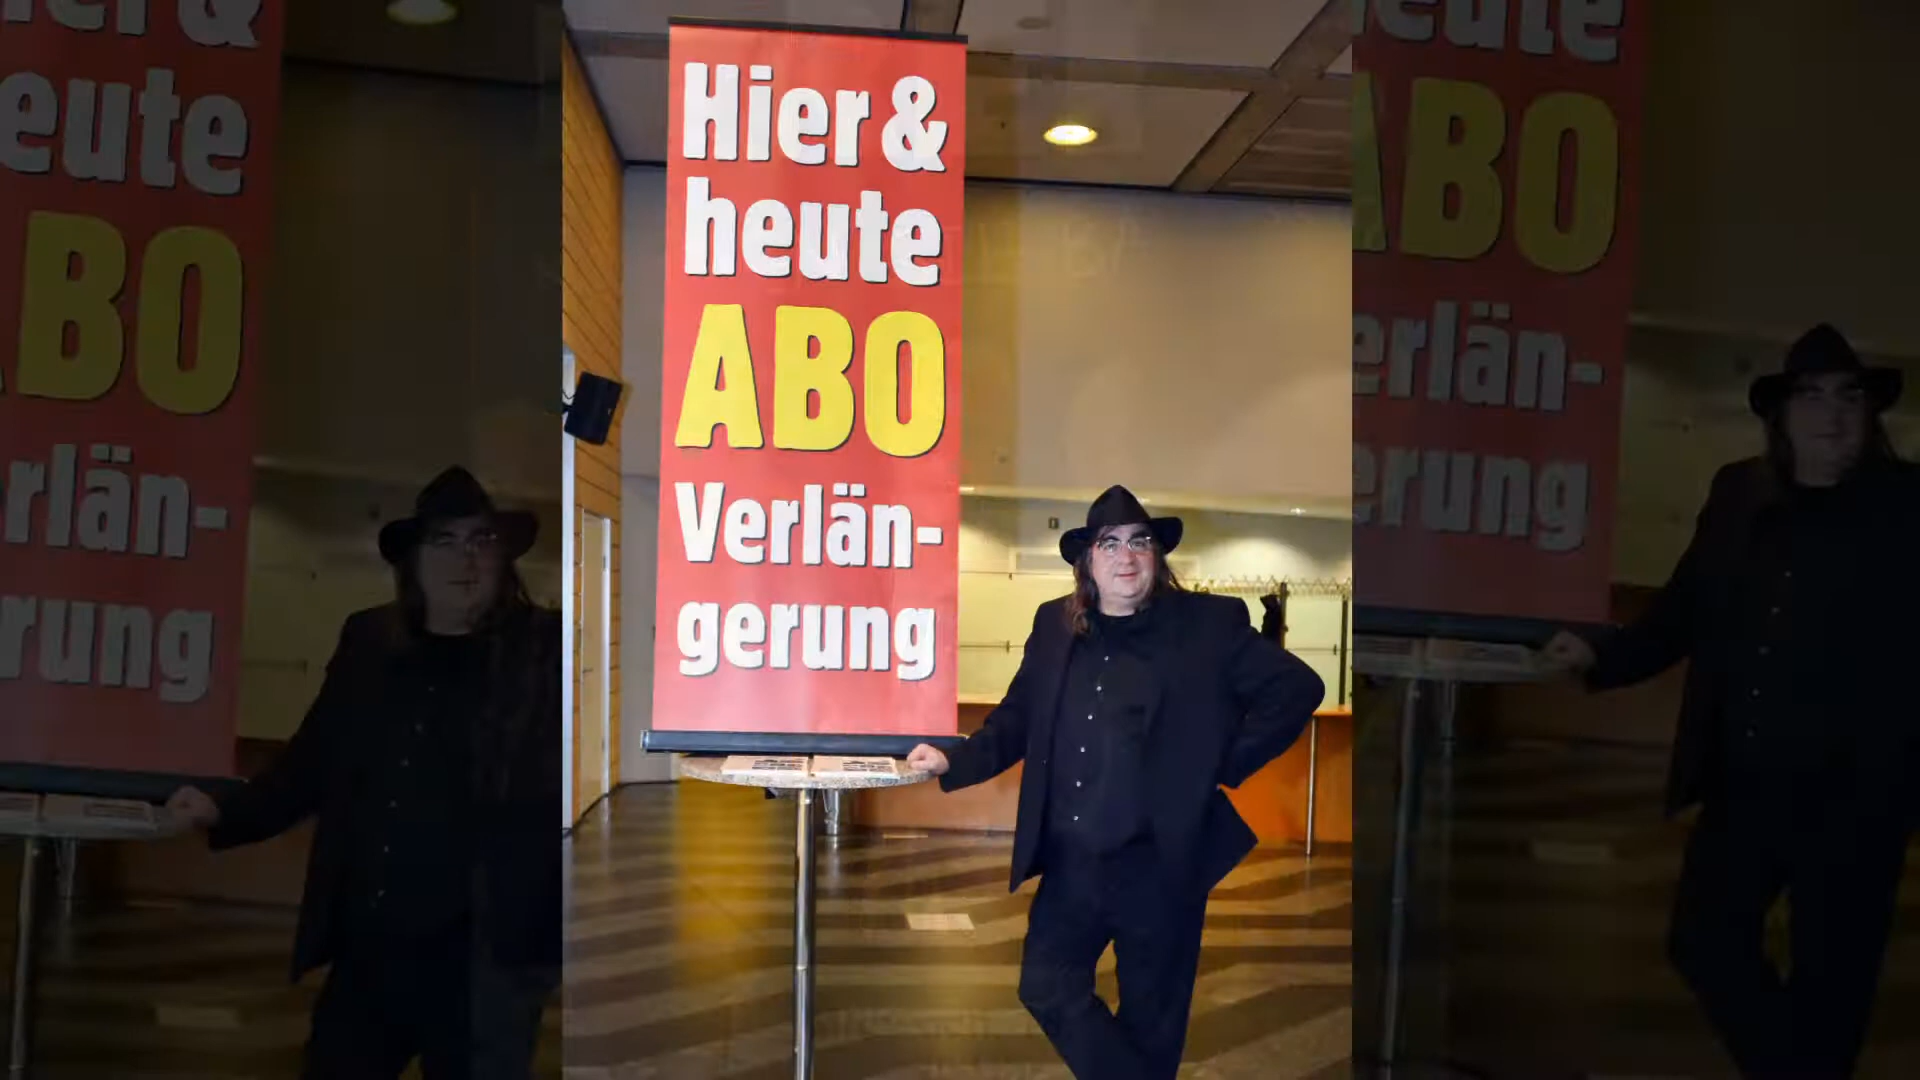 Hier &
heute
ABO
Verlän-
gerung